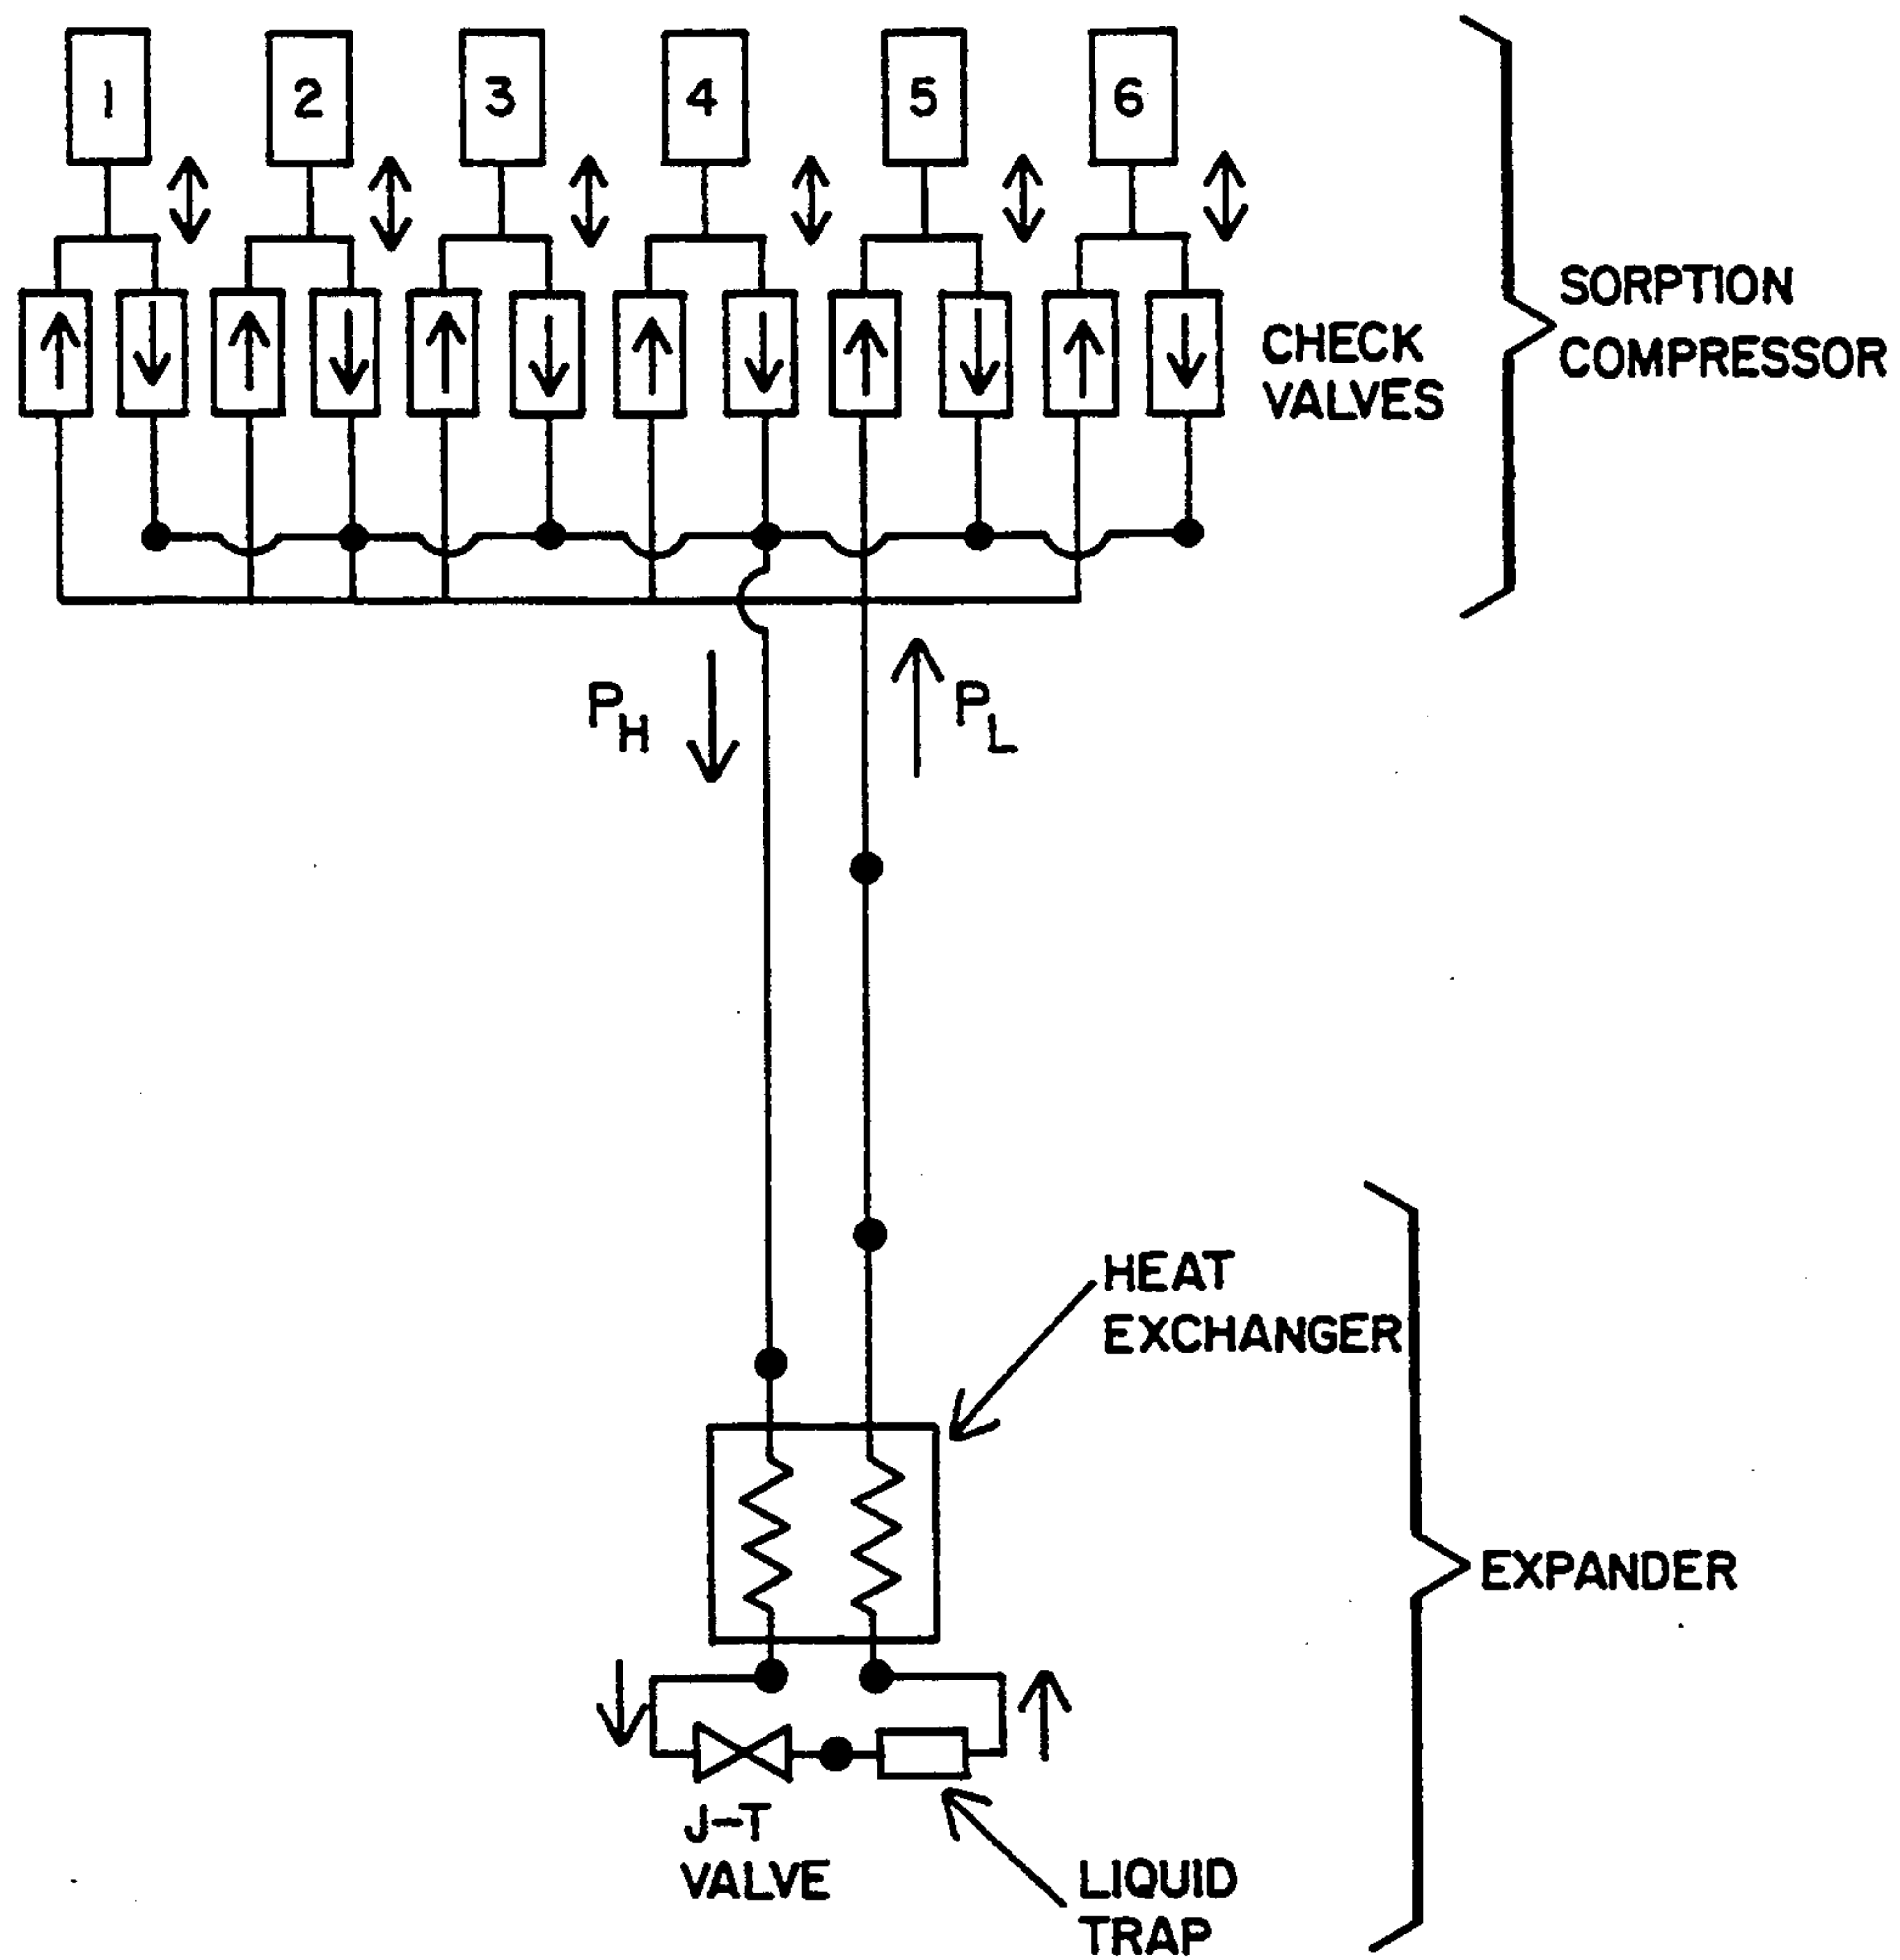 1 2 3 4 5 6
SORPTION
COMPRESSOR
CHECK
VALVES
P_H P_L
HEAT
EXCHANGER
EXPANDER
J-T
VALVE
LIQUID
TRAP